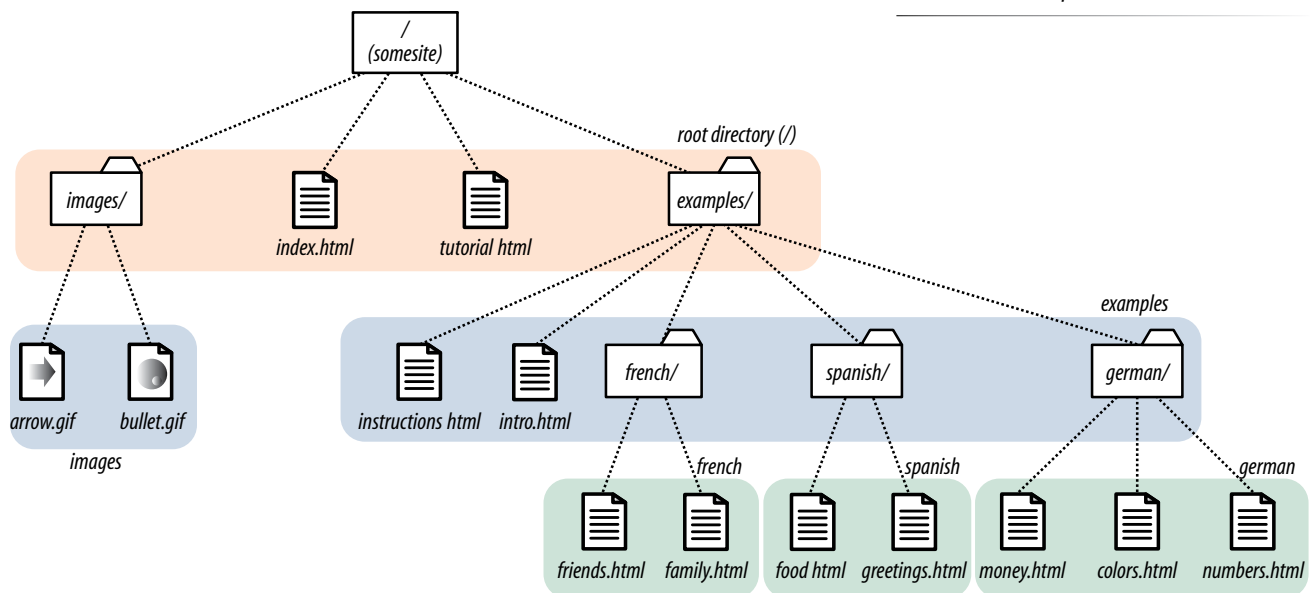 /
(somesite)
root directory (/)
images/
index.html
tutorial html
examples/
examples
arrow.gif
bullet.gif
images
instructions html
intro.html
french/
spanish/
german/
french
spanish
german
friends.html
family.html
food html
greetings.html
money.html
colors.html
numbers.html